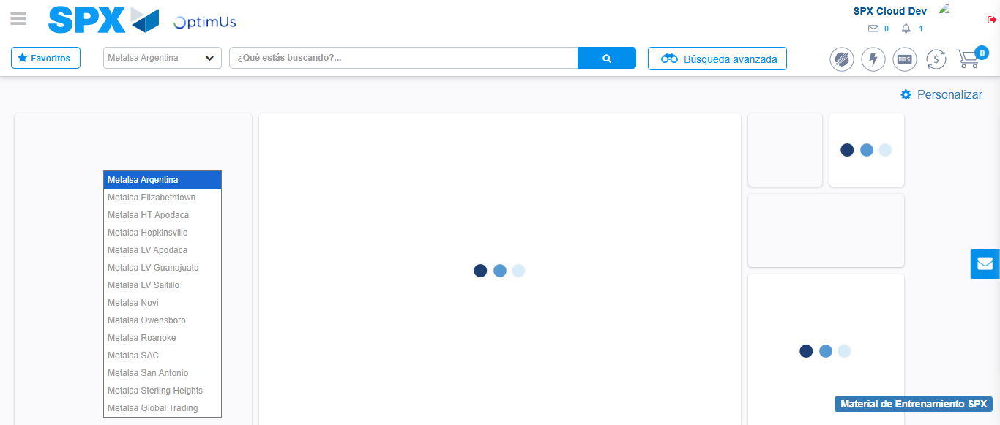 SPX OptimUs
SPX Cloud Dev
0 1
Favoritos
Metalsa Argentina
¿Qué estás buscando?...
Búsqueda avanzada
$
$
0
Personalizar
Metalsa Argentina
Metalsa Elizabethtown
Metalsa HT Apodaca
Metalsa Hopkinsville
Metalsa LV Apodaca
Metalsa LV Guanajuato
Metalsa LV Saltillo
Metalsa Novi
Metalsa Owensboro
Metalsa Roanoke
Metalsa SAC
Metalsa San Antonio
Metalsa Sterling Heights
Metalsa Global Trading
Material de Entrenamiento SPX